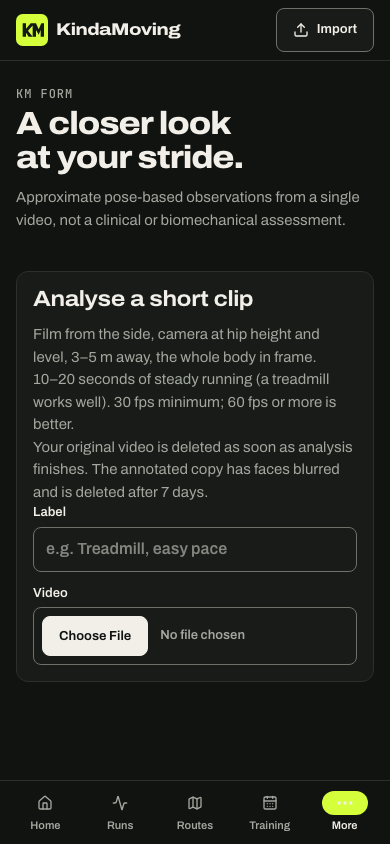 KM KindaMoving
Import
KM FORM
A closer look
at your stride.
Approximate pose-based observations from a single
video, not a clinical or biomechanical assessment.
Analyse a short clip
Film from the side, camera at hip height and
level, 3–5 m away, the whole body in frame.
10–20 seconds of steady running (a treadmill
works well). 30 fps minimum; 60 fps or more is
better.
Your original video is deleted as soon as analysis
finishes. The annotated copy has faces blurred
and is deleted after 7 days.
Label
e.g. Treadmill, easy pace
Video
Choose File No file chosen
Home Runs Routes Training More